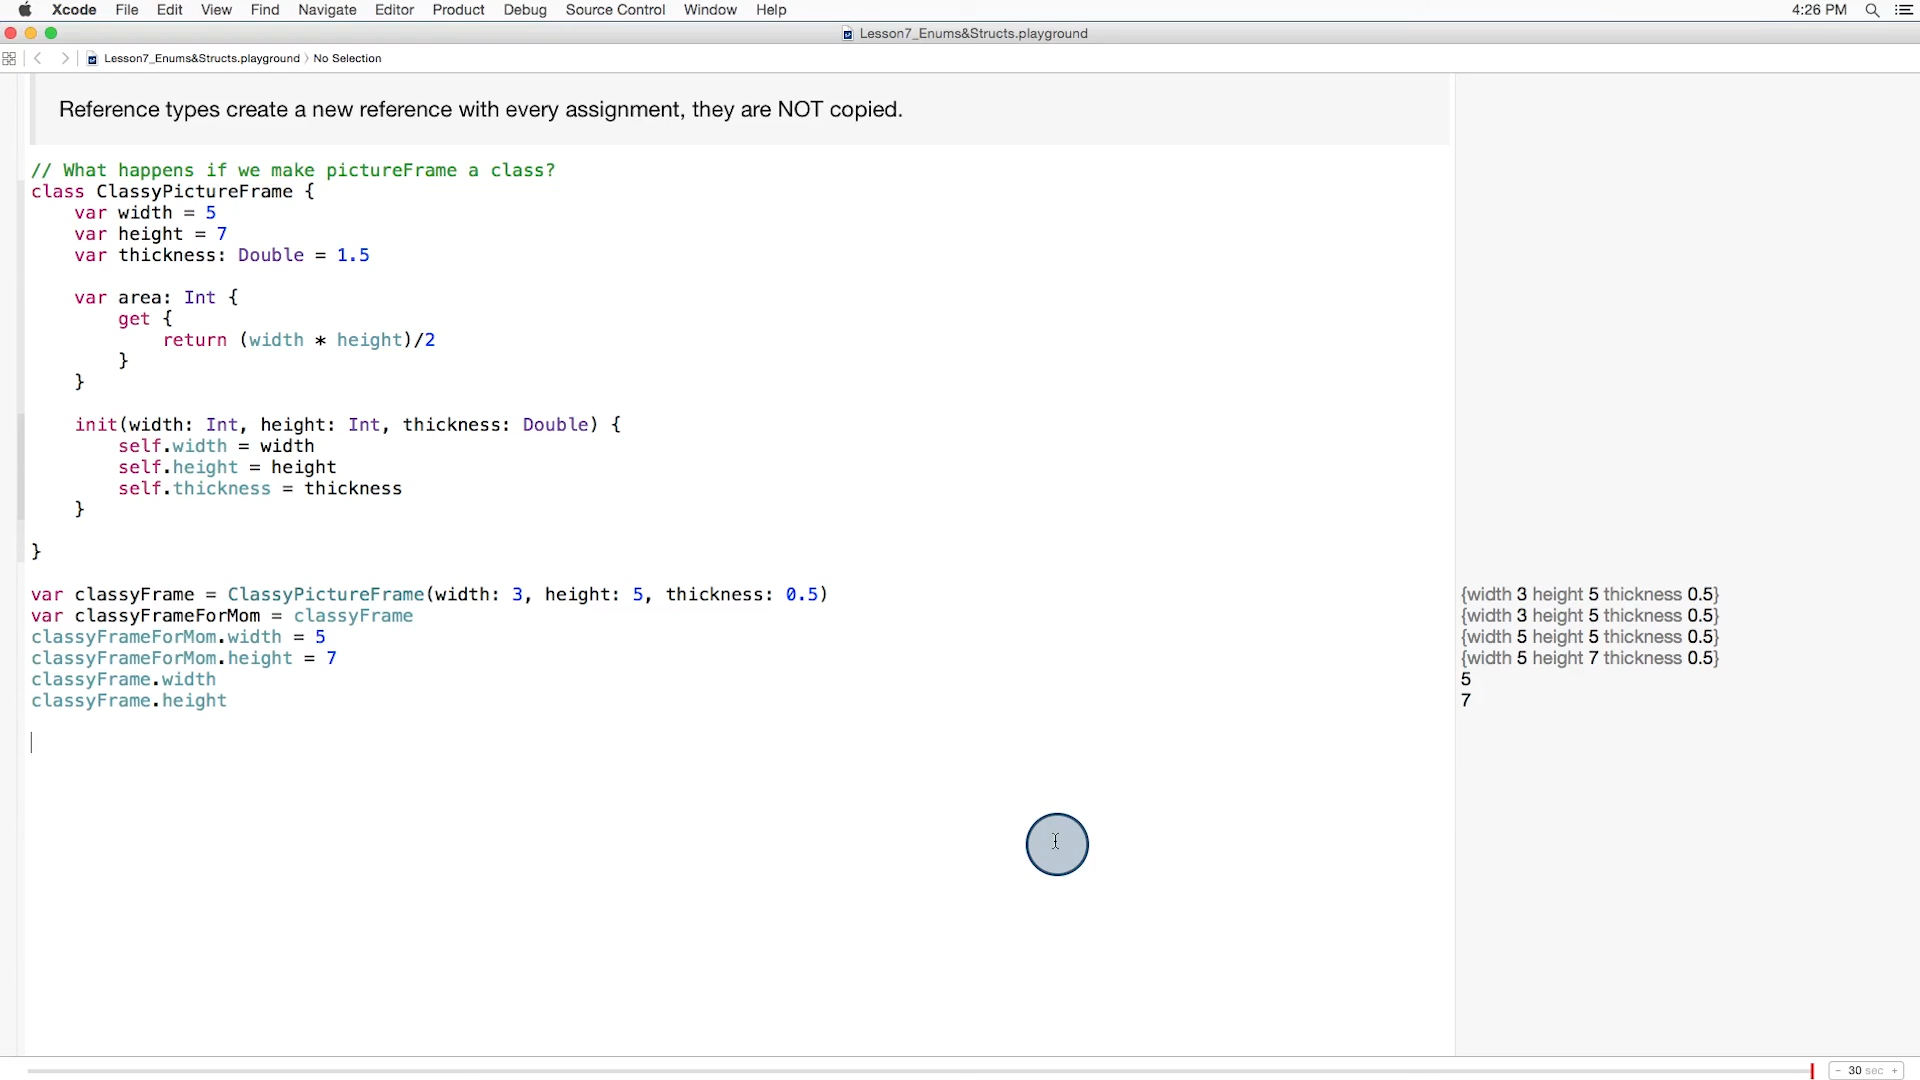 Xcode File Edit View Find Navigate Editor Product Debug Source Control Window Help 4:26 PM
Lesson7_Enums&Structs.playground
Lesson7_Enums&Structs.playground No Selection
Reference types create a new reference with every assignment, they are NOT copied.
// What happens if we make pictureFrame a class?
class ClassyPictureFrame {
var width = 5
var height = 7
var thickness: Double = 1.5
var area: Int {
get {
return (width * height)/2
}
}
init(width: Int, height: Int, thickness: Double) {
self.width = width
self.height = height
self.thickness = thickness
}
}
var classyFrame = ClassyPictureFrame(width: 3, height: 5, thickness: 0.5) {width 3 height 5 thickness 0.5}
var classyFrameForMom = classyFrame {width 3 height 5 thickness 0.5}
classyFrameForMom.width = 5 {width 5 height 5 thickness 0.5}
classyFrameForMom.height = 7 {width 5 height 7 thickness 0.5}
classyFrame.width 5
classyFrame.height 7
- 30 sec +